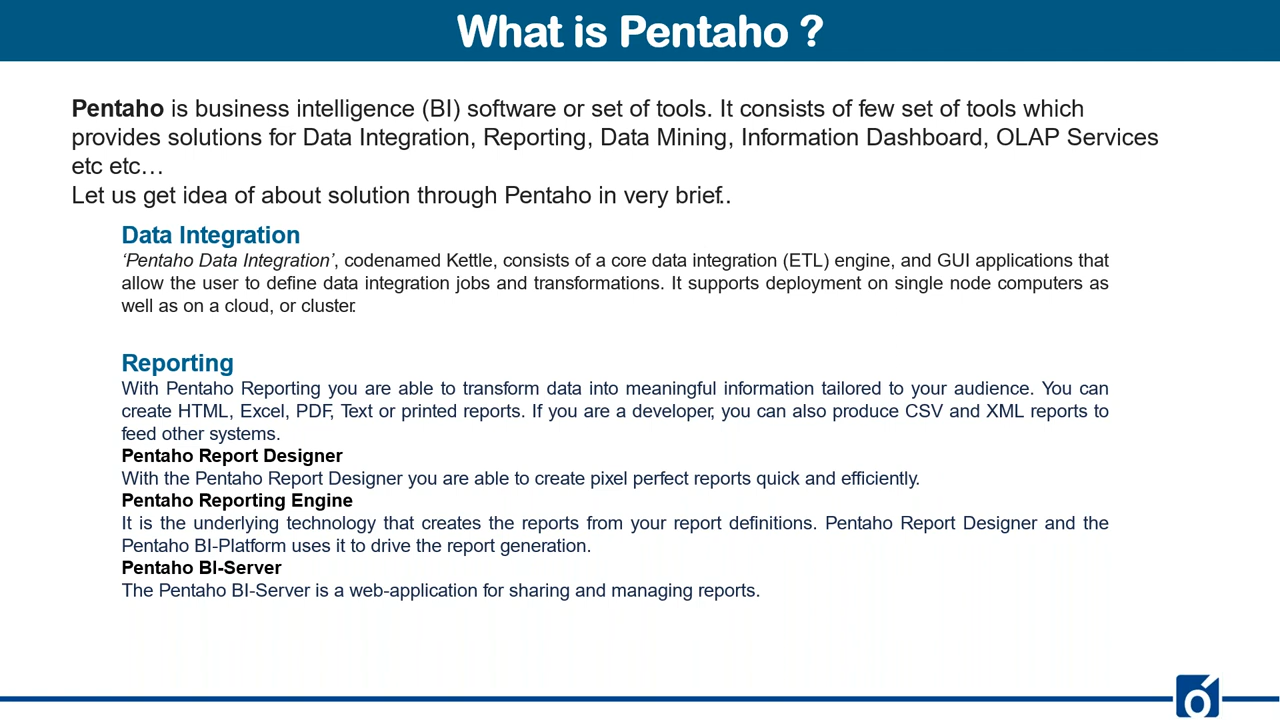 What is Pentaho ?
Pentaho is business intelligence (BI) software or set of tools. It consists of few set of tools which
provides solutions for Data Integration, Reporting, Data Mining, Information Dashboard, OLAP Services
etc etc…
Let us get idea of about solution through Pentaho in very brief..
Data Integration
‘Pentaho Data Integration’, codenamed Kettle, consists of a core data integration (ETL) engine, and GUI applications that
allow the user to define data integration jobs and transformations. It supports deployment on single node computers as
well as on a cloud, or cluster.
Reporting
With Pentaho Reporting you are able to transform data into meaningful information tailored to your audience. You can
create HTML, Excel, PDF, Text or printed reports. If you are a developer, you can also produce CSV and XML reports to
feed other systems.
Pentaho Report Designer
With the Pentaho Report Designer you are able to create pixel perfect reports quick and efficiently.
Pentaho Reporting Engine
It is the underlying technology that creates the reports from your report definitions. Pentaho Report Designer and the
Pentaho BI-Platform uses it to drive the report generation.
Pentaho BI-Server
The Pentaho BI-Server is a web-application for sharing and managing reports.